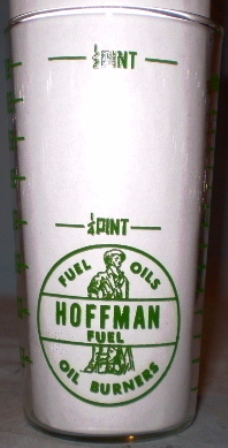 ½ PINT
¼ PINT
FUEL OILS
HOFFMAN
FUEL
OIL BURNERS